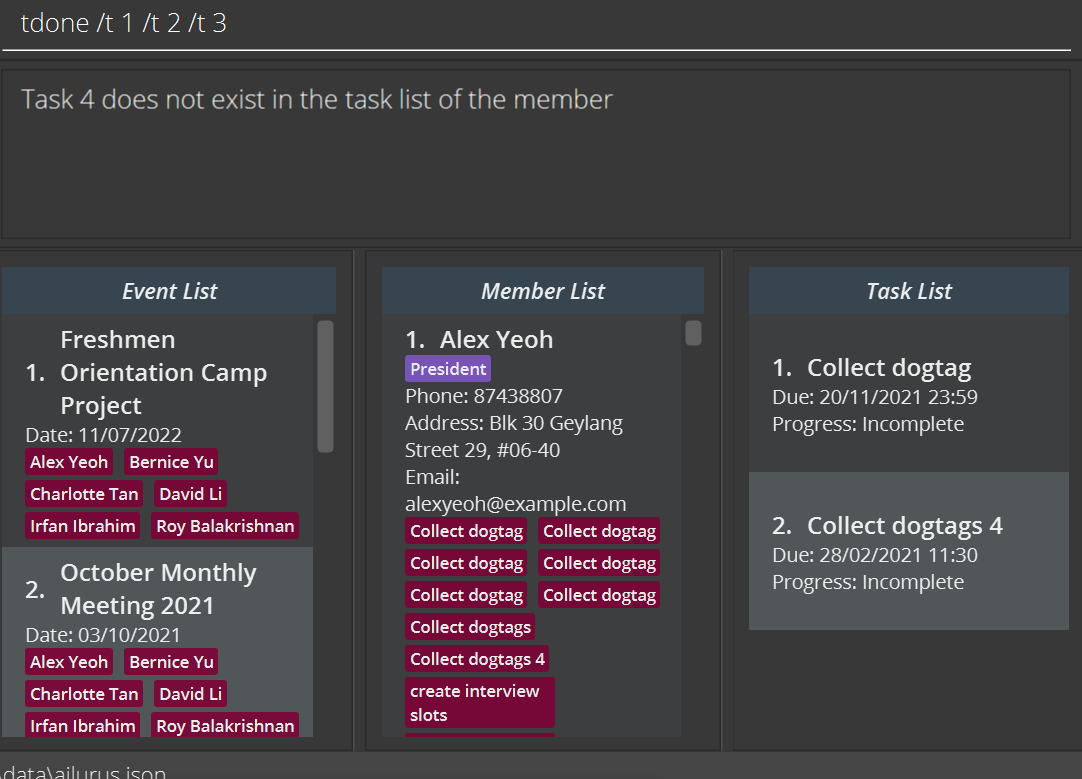 tdone /t 1 /t 2 /t 3
Task 4 does not exist in the task list of the member
Event List
Freshmen
1. Orientation Camp
Project
Date: 11/07/2022
Alex Yeoh Bernice Yu
Charlotte Tan David Li
Irfan Ibrahim Roy Balakrishnan
October Monthly
2. Meeting 2021
Date: 03/10/2021
Alex Yeoh Bernice Yu
Charlotte Tan David Li
Irfan Ibrahim Roy Balakrishnan
Member List
1. Alex Yeoh
President
Phone: 87438807
Address: Blk 30 Geylang
Street 29, #06-40
Email:
alexyeoh@example.com
Collect dogtag Collect dogtag
Collect dogtag Collect dogtag
Collect dogtag Collect dogtag
Collect dogtags
Collect dogtags 4
create interview
slots
Task List
1. Collect dogtag
Due: 20/11/2021 23:59
Progress: Incomplete
2. Collect dogtags 4
Due: 28/02/2021 11:30
Progress: Incomplete
\data\ailurus.json